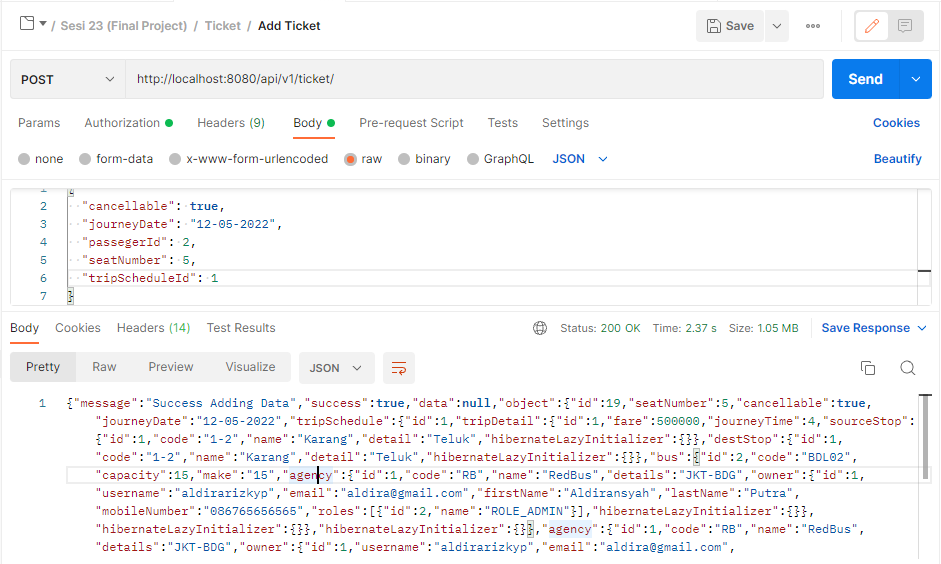 / Sesi 23 (Final Project) / Ticket / Add Ticket
Save
POST
http://localhost:8080/api/v1/ticket/
Send
Params Authorization Headers (9) Body Pre-request Script Tests Settings Cookies
none form-data x-www-form-urlencoded raw binary GraphQL JSON Beautify
1 {
2 "cancellable": true,
3 "journeyDate": "12-05-2022",
4 "passegerId": 2,
5 "seatNumber": 5,
6 "tripScheduleId": 1
7 }
Body Cookies Headers (14) Test Results Status: 200 OK Time: 2.37 s Size: 1.05 MB Save Response
Pretty Raw Preview Visualize JSON
1 {"message":"Success Adding Data","success":true,"data":null,"object":{"id":19,"seatNumber":5,"cancellable":true,
"journeyDate":"12-05-2022","tripSchedule":{"id":1,"tripDetail":{"id":1,"fare":500000,"journeyTime":4,"sourceStop":
{"id":1,"code":"1-2","name":"Karang","detail":"Teluk","hibernateLazyInitializer":{}},"destStop":{"id":1,
"code":"1-2","name":"Karang","detail":"Teluk","hibernateLazyInitializer":{}},"bus":{"id":2,"code":"BDL02",
"capacity":15,"make":"15","agency":{"id":1,"code":"RB","name":"RedBus","details":"JKT-BDG","owner":{"id":1,
"username":"aldirarizkyp","email":"aldira@gmail.com","firstName":"Aldiransyah","lastName":"Putra",
"mobileNumber":"086765656565","roles":[{"id":2,"name":"ROLE_ADMIN"}],"hibernateLazyInitializer":{}},
"hibernateLazyInitializer":{}},"hibernateLazyInitializer":{}},"agency":{"id":1,"code":"RB","name":"RedBus",
"details":"JKT-BDG","owner":{"id":1,"username":"aldirarizkyp","email":"aldira@gmail.com",